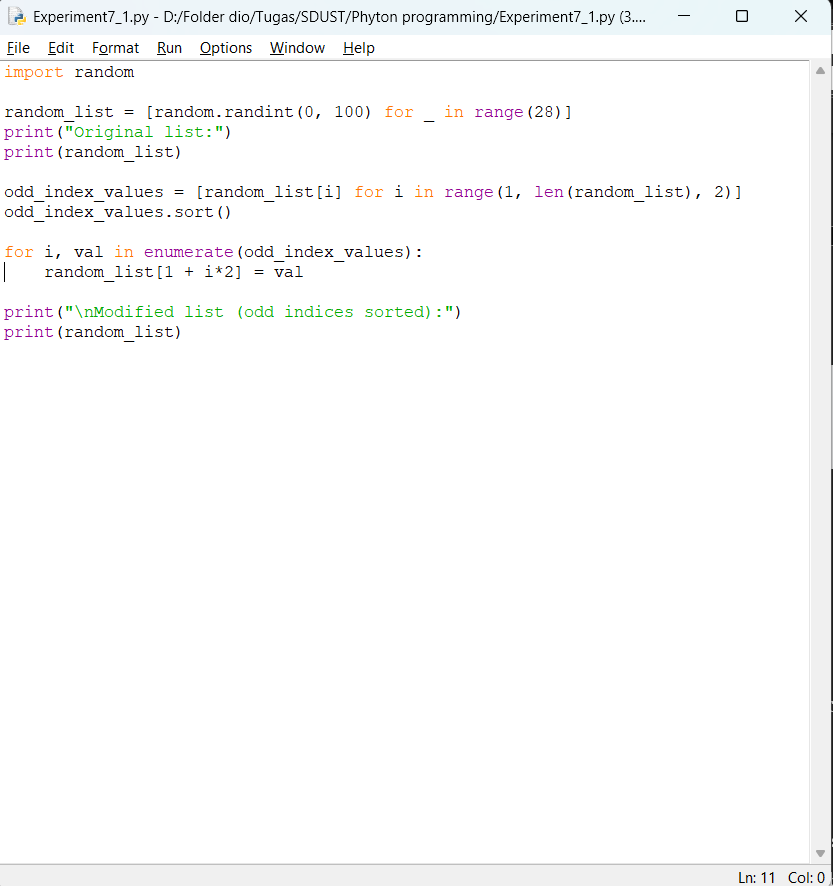 Experiment7_1.py - D:/Folder dio/Tugas/SDUST/Phyton programming/Experiment7_1.py (3....
File Edit Format Run Options Window Help
import random

random_list = [random.randint(0, 100) for _ in range(28)]
print("Original list:")
print(random_list)

odd_index_values = [random_list[i] for i in range(1, len(random_list), 2)]
odd_index_values.sort()

for i, val in enumerate(odd_index_values):
    random_list[1 + i*2] = val

print("\nModified list (odd indices sorted):")
print(random_list)
Ln: 11 Col: 0